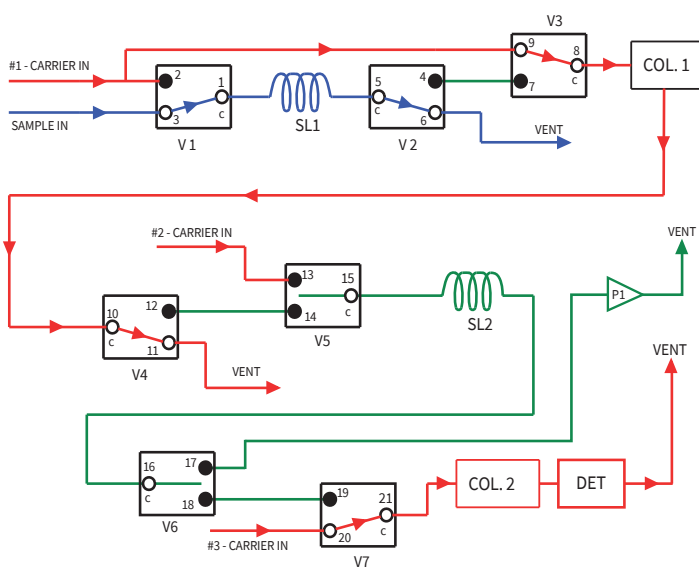 V3
#1 - CARRIER IN
9
8
COL. 1
2
1
5
4
7
c
3
c
SL1
c
6
SAMPLE IN
V 1
V 2
VENT
#2 - CARRIER IN
VENT
13
15
P1
10
12
14
c
SL2
c
11
V5
VENT
V4
VENT
16
17
c
18
19
21
COL. 2
DET
V6
20
c
#3 - CARRIER IN
V7